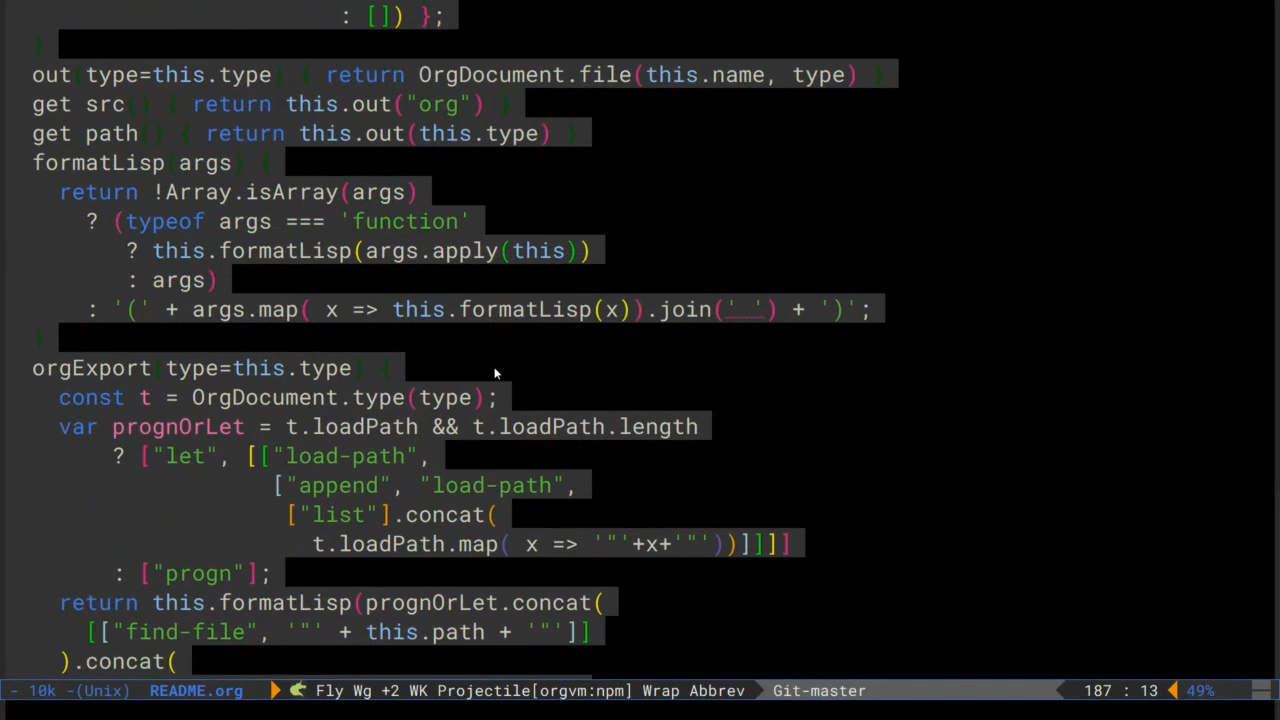 : []) };
}
out(type=this.type) { return OrgDocument.file(this.name, type) }
get src() { return this.out("org") }
get path() { return this.out(this.type) }
formatLisp(args) {
return !Array.isArray(args)
? (typeof args === 'function'
? this.formatLisp(args.apply(this))
: args)
: '(' + args.map( x => this.formatLisp(x)).join(' ') + ')';
}
orgExport(type=this.type) {
const t = OrgDocument.type(type);
var prognOrLet = t.loadPath && t.loadPath.length
? ["let", [["load-path",
["append", "load-path",
["list"].concat(
t.loadPath.map( x => '"'+x+'"'))]]]]
: ["progn"];
return this.formatLisp(prognOrLet.concat(
[["find-file", '"' + this.path + '"']]
).concat(
- 10k -(Unix) README.org Fly Wg +2 WK Projectile[orgvm:npm] Wrap Abbrev Git-master 187 : 13 49%